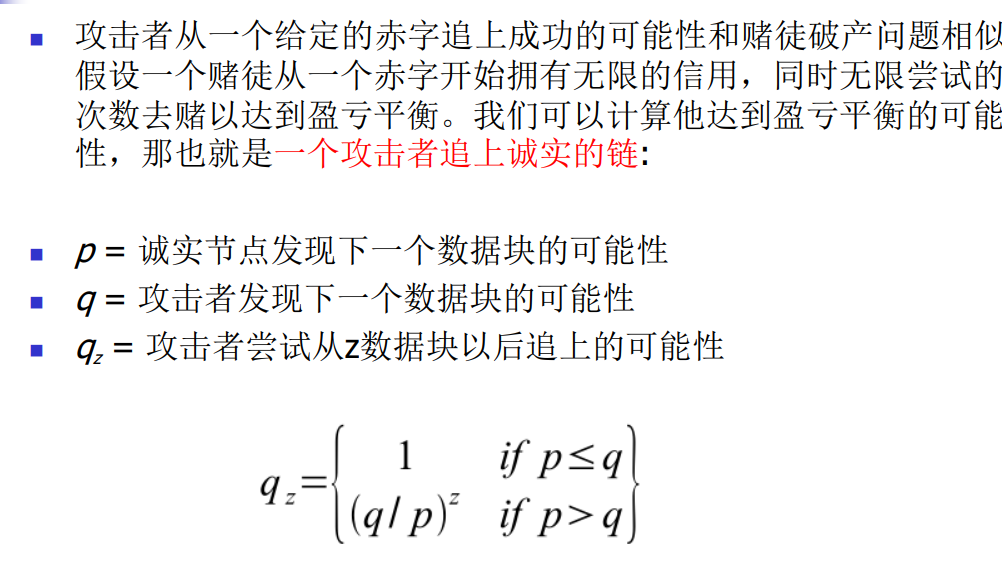 攻击者从一个给定的赤字追上成功的可能性和赌徒破产问题相似
假设一个赌徒从一个赤字开始拥有无限的信用，同时无限尝试的
次数去赌以达到盈亏平衡。我们可以计算他达到盈亏平衡的可能
性，那也就是一个攻击者追上诚实的链:
p = 诚实节点发现下一个数据块的可能性
q = 攻击者发现下一个数据块的可能性
q_z = 攻击者尝试从z数据块以后追上的可能性
q_z = { 1 if p ≤ q
(q / p)^z if p > q }